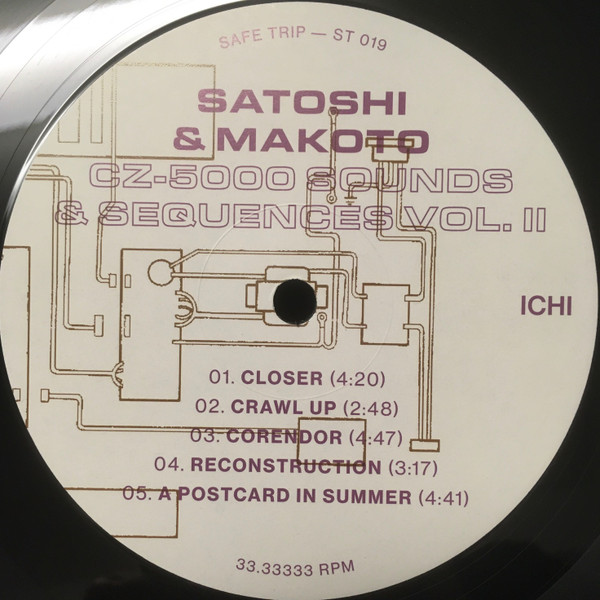 SAFE TRIP — ST 019
SATOSHI
& MAKOTO
CZ-5000 SOUNDS
& SEQUENCES VOL. II
ICHI
01. CLOSER (4:20)
02. CRAWL UP (2:48)
03. CORENDOR (4:47)
04. RECONSTRUCTION (3:17)
05. A POSTCARD IN SUMMER (4:41)
33.33333 RPM